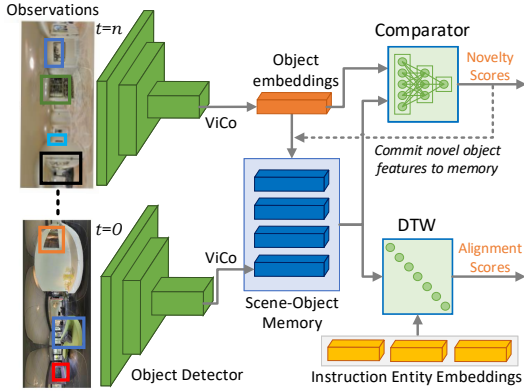 Observations
t=n
Comparator
Object
embeddings
Novelty
Scores
ViCo
Commit novel object
features to memory
t=0
ViCo
DTW
Alignment
Scores
Scene-Object
Memory
Object Detector
Instruction Entity Embeddings